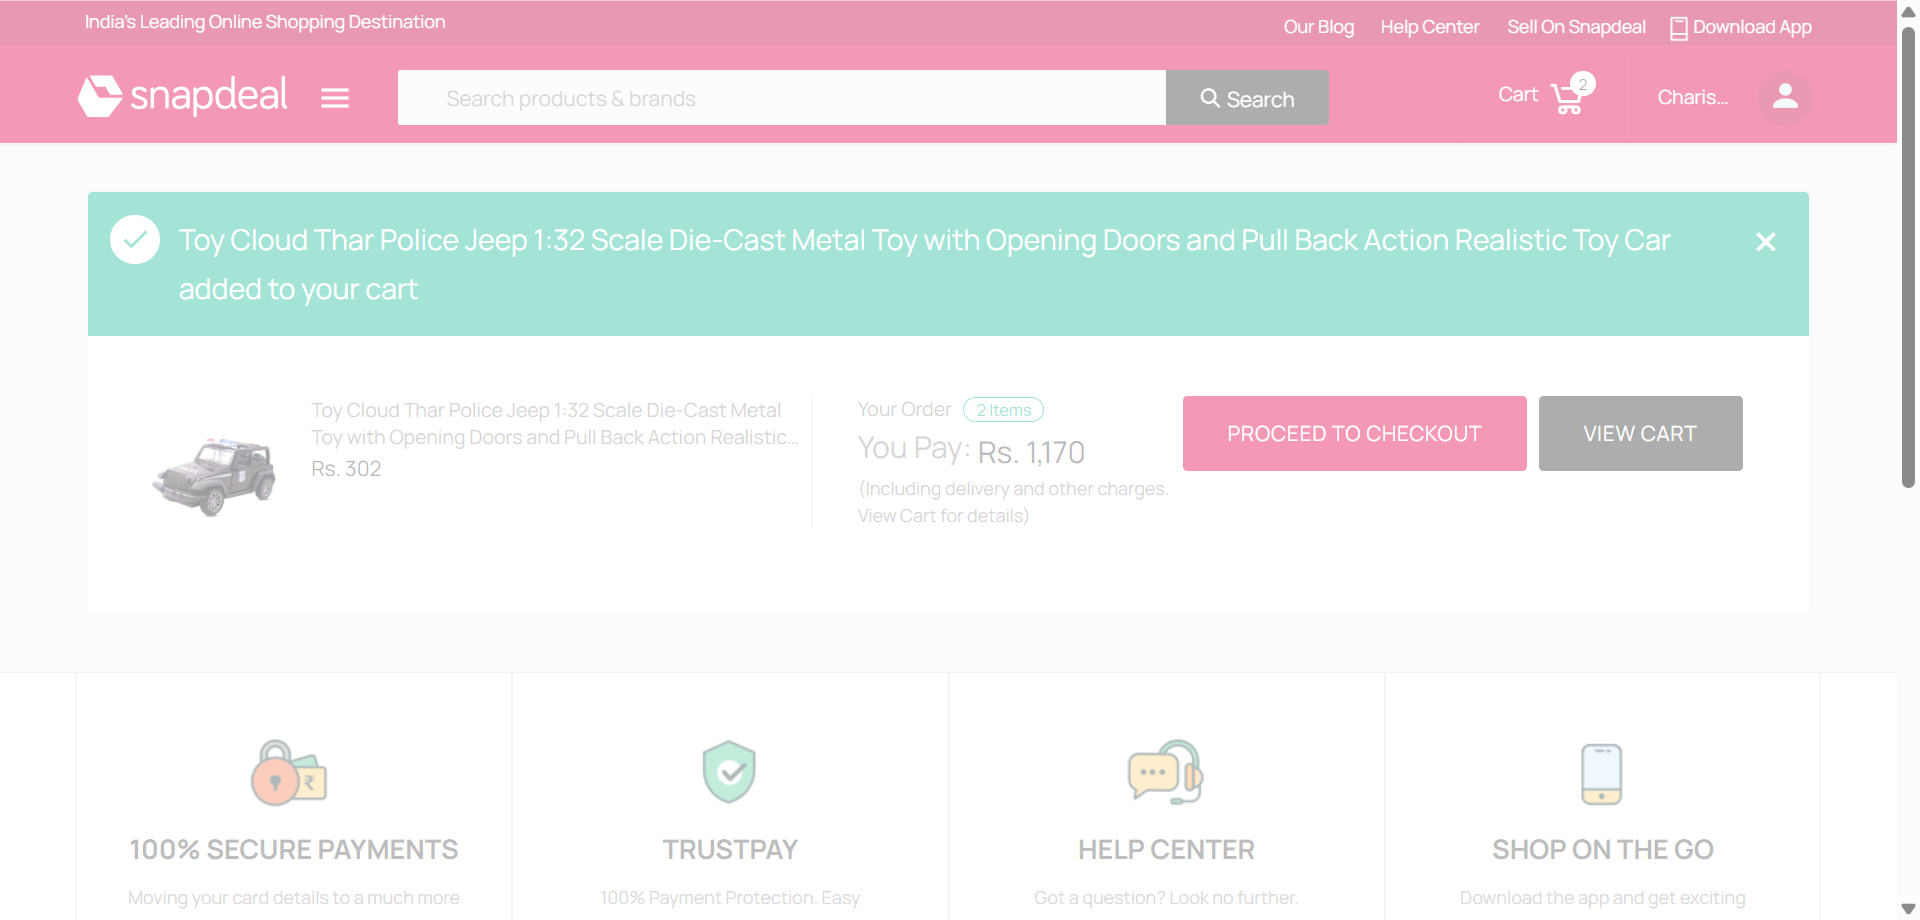 India's Leading Online Shopping Destination
Our Blog Help Center Sell On Snapdeal Download App
snapdeal
Search products & brands
Search
Cart 2
Charis...
Toy Cloud Thar Police Jeep 1:32 Scale Die-Cast Metal Toy with Opening Doors and Pull Back Action Realistic Toy Car
added to your cart
Toy Cloud Thar Police Jeep 1:32 Scale Die-Cast Metal
Toy with Opening Doors and Pull Back Action Realistic...
Rs. 302
Your Order 2 Items
You Pay: Rs. 1,170
(Including delivery and other charges.
View Cart for details)
PROCEED TO CHECKOUT
VIEW CART
100% SECURE PAYMENTS
Moving your card details to a much more
TRUSTPAY
100% Payment Protection. Easy
HELP CENTER
Got a question? Look no further.
SHOP ON THE GO
Download the app and get exciting